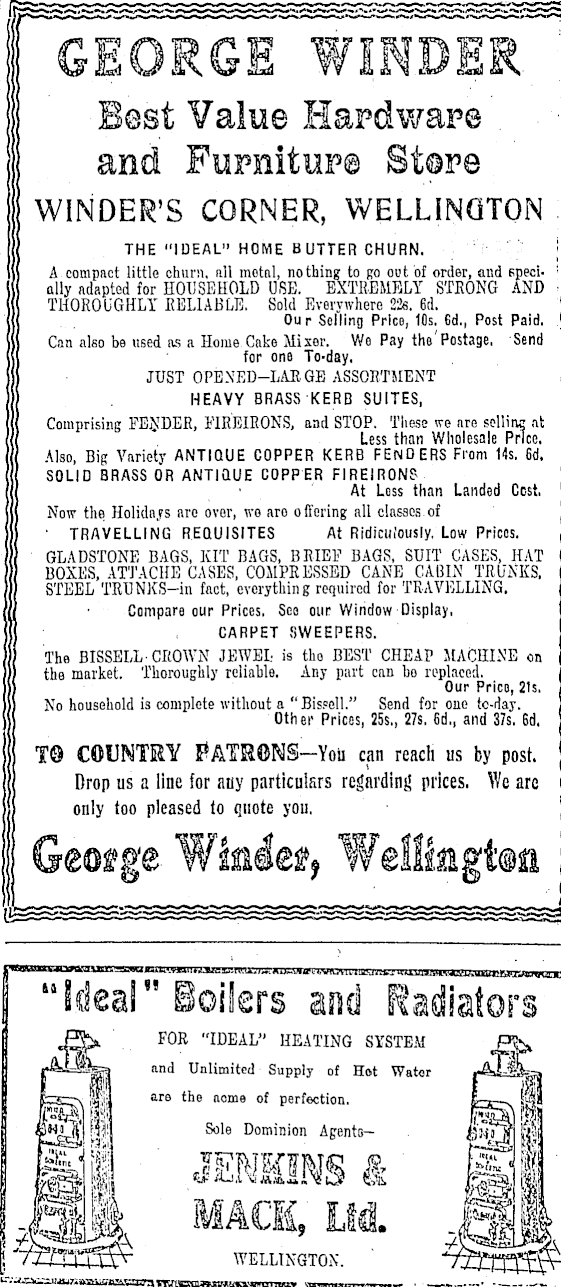 GEORGE WINDER
Best Value Hardware
and Furniture Store
WINDER'S CORNER, WELLINGTON
THE "IDEAL" HOME BUTTER CHURN.
A compact little churn, all metal, nothing to go out of order, and speci-
ally adapted for HOUSEHOLD USE. EXTREMELY STRONG AND
THOROUGHLY RELIABLE. Sold Everywhere 22s. 6d.
Our Selling Price, 10s. 6d., Post Paid.
Can also be used as a Home Cake Mixer. We Pay the Postage. Send
for one To-day.
JUST OPENED—LARGE ASSORTMENT
HEAVY BRASS KERB SUITES,
Comprising FENDER, FIREIRONS, and STOP. These we are selling at
Less than Wholesale Price.
Also, Big Variety ANTIQUE COPPER KERB FENDERS From 14s. 6d.
SOLID BRASS OR ANTIQUE COPPER FIREIRONS
At Less than Landed Cost.
Now the Holidays are over, we are offering all classes of
TRAVELLING REQUISITES At Ridiculously Low Prices.
GLADSTONE BAGS, KIT BAGS, BRIEF BAGS, SUIT CASES, HAT
BOXES, ATTACHE CASES, COMPRESSED CANE CABIN TRUNKS,
STEEL TRUNKS—in fact, everything required for TRAVELLING.
Compare our Prices. See our Window Display.
CARPET SWEEPERS.
The BISSELL CROWN JEWEL is the BEST CHEAP MACHINE on
the market. Thoroughly reliable. Any part can be replaced.
Our Price, 21s.
No household is complete without a "Bissell." Send for one to-day.
Other Prices, 25s., 27s. 6d., and 37s. 6d.
TO COUNTRY PATRONS—You can reach us by post.
Drop us a line for any particulars regarding prices. We are
only too pleased to quote you.
George Winder, Wellington
"Ideal" Boilers and Radiators
FOR "IDEAL" HEATING SYSTEM
and Unlimited Supply of Hot Water
are the acme of perfection.
Sole Dominion Agents—
JENKINS &
MACK, Ltd.
WELLINGTON.
IDEAL
IDEAL